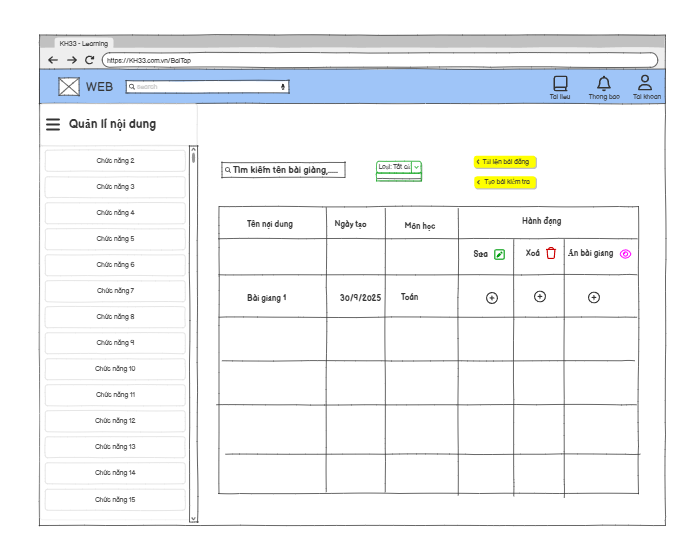 KH33 - Learning
https://KH33.com.vn/BaiTap
WEB
search
Tài liệu
Thông báo
Tài khoản
Quản lí nội dung
Chức năng 2
Chức năng 3
Chức năng 4
Chức năng 5
Chức năng 6
Chức năng 7
Chức năng 8
Chức năng 9
Chức năng 10
Chức năng 11
Chức năng 12
Chức năng 13
Chức năng 14
Chức năng 15
Tìm kiếm tên bài giảng,...
Loại: Tất cả
Tải lên bài đăng
Tạo bài kiểm tra
Tên nội dung
Ngày tạo
Môn học
Hành động
Sửa
Xoá
Ẩn bài giảng
Bài giảng 1
30/9/2025
Toán